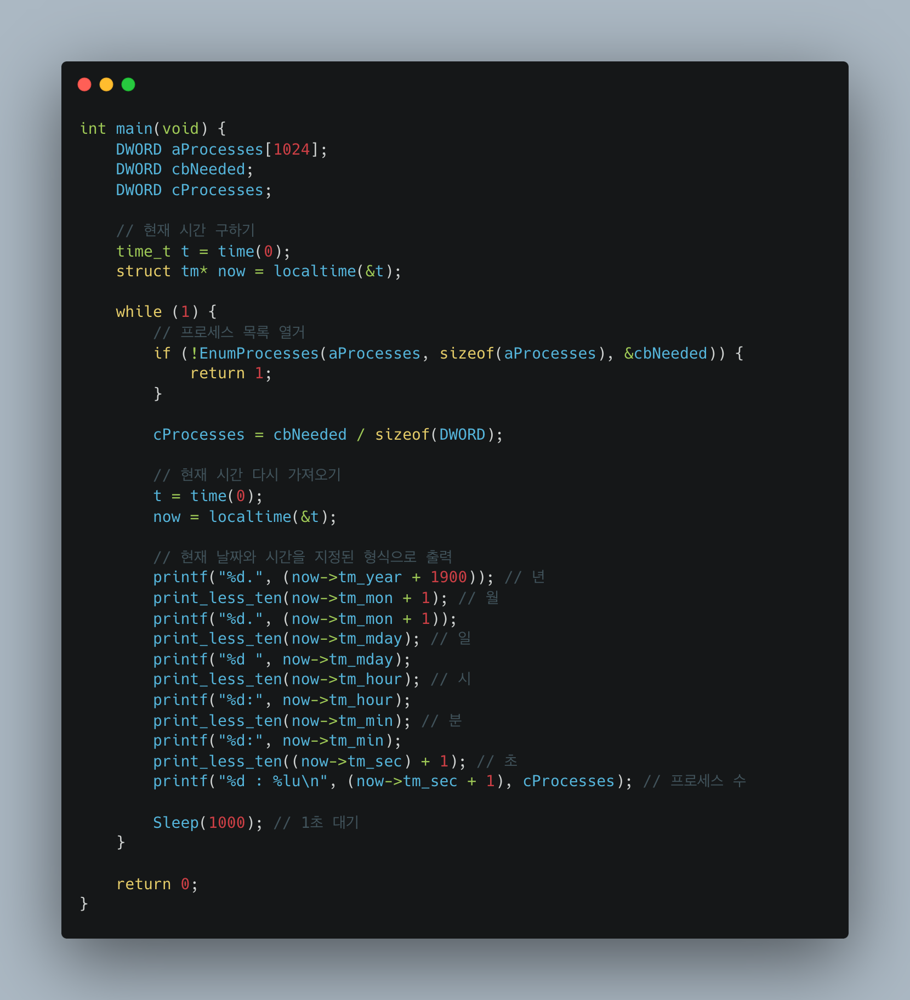 int main(void) {
    DWORD aProcesses[1024];
    DWORD cbNeeded;
    DWORD cProcesses;

    // 현재 시간 구하기
    time_t t = time(0);
    struct tm* now = localtime(&t);

    while (1) {
        // 프로세스 목록 열거
        if (!EnumProcesses(aProcesses, sizeof(aProcesses), &cbNeeded)) {
            return 1;
        }

        cProcesses = cbNeeded / sizeof(DWORD);

        // 현재 시간 다시 가져오기
        t = time(0);
        now = localtime(&t);

        // 현재 날짜와 시간을 지정된 형식으로 출력
        printf("%d.", (now->tm_year + 1900)); // 년
        print_less_ten(now->tm_mon + 1); // 월
        printf("%d.", (now->tm_mon + 1));
        print_less_ten(now->tm_mday); // 일
        printf("%d ", now->tm_mday);
        print_less_ten(now->tm_hour); // 시
        printf("%d:", now->tm_hour);
        print_less_ten(now->tm_min); // 분
        printf("%d:", now->tm_min);
        print_less_ten((now->tm_sec) + 1); // 초
        printf("%d : %lu\n", (now->tm_sec + 1), cProcesses); // 프로세스 수

        Sleep(1000); // 1초 대기
    }

    return 0;
}